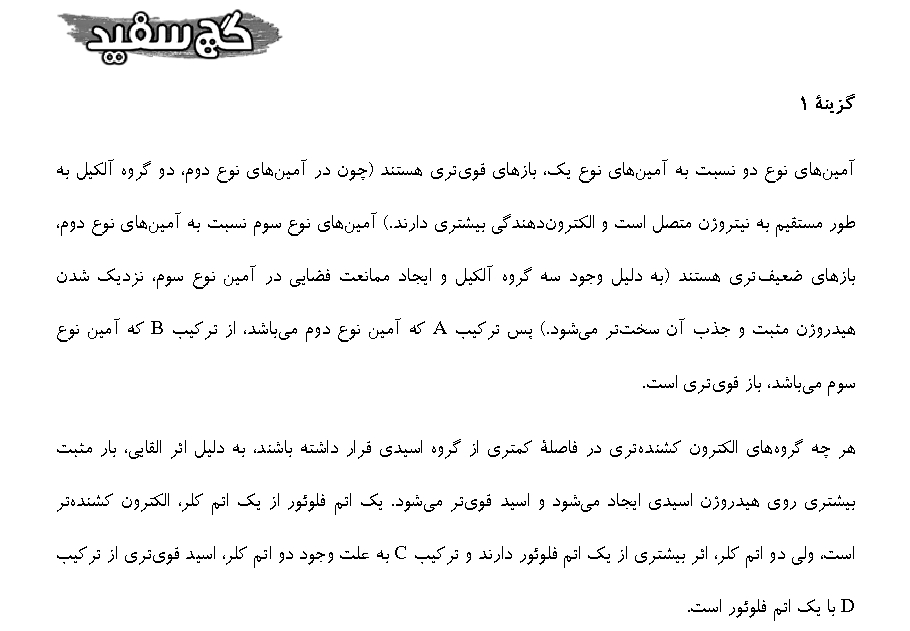 گچ سفید
گزینهٔ ۱
آمین‌های نوع دو نسبت به آمین‌های نوع یک، بازهای قوی‌تری هستند (چون در آمین‌های نوع دوم، دو گروه آلکیل به
طور مستقیم به نیتروژن متصل است و الکترون‌دهندگی بیشتری دارند.) آمین‌های نوع سوم نسبت به آمین‌های نوع دوم،
بازهای ضعیف‌تری هستند (به دلیل وجود سه گروه آلکیل و ایجاد ممانعت فضایی در آمین نوع سوم، نزدیک شدن
هیدروژن مثبت و جذب آن سخت‌تر می‌شود.) پس ترکیب A که آمین نوع دوم می‌باشد، از ترکیب B که آمین نوع
سوم می‌باشد، باز قوی‌تری است.
هر چه گروه‌های الکترون کشنده‌تری در فاصلهٔ کمتری از گروه اسیدی قرار داشته باشند، به دلیل اثر القایی، بار مثبت
بیشتری روی هیدروژن اسیدی ایجاد می‌شود و اسید قوی‌تر می‌شود. یک اتم فلوئور از یک اتم کلر، الکترون کشنده‌تر
است، ولی دو اتم کلر، اثر بیشتری از یک اتم فلوئور دارند و ترکیب C به علت وجود دو اتم کلر، اسید قوی‌تری از ترکیب
D با یک اتم فلوئور است.